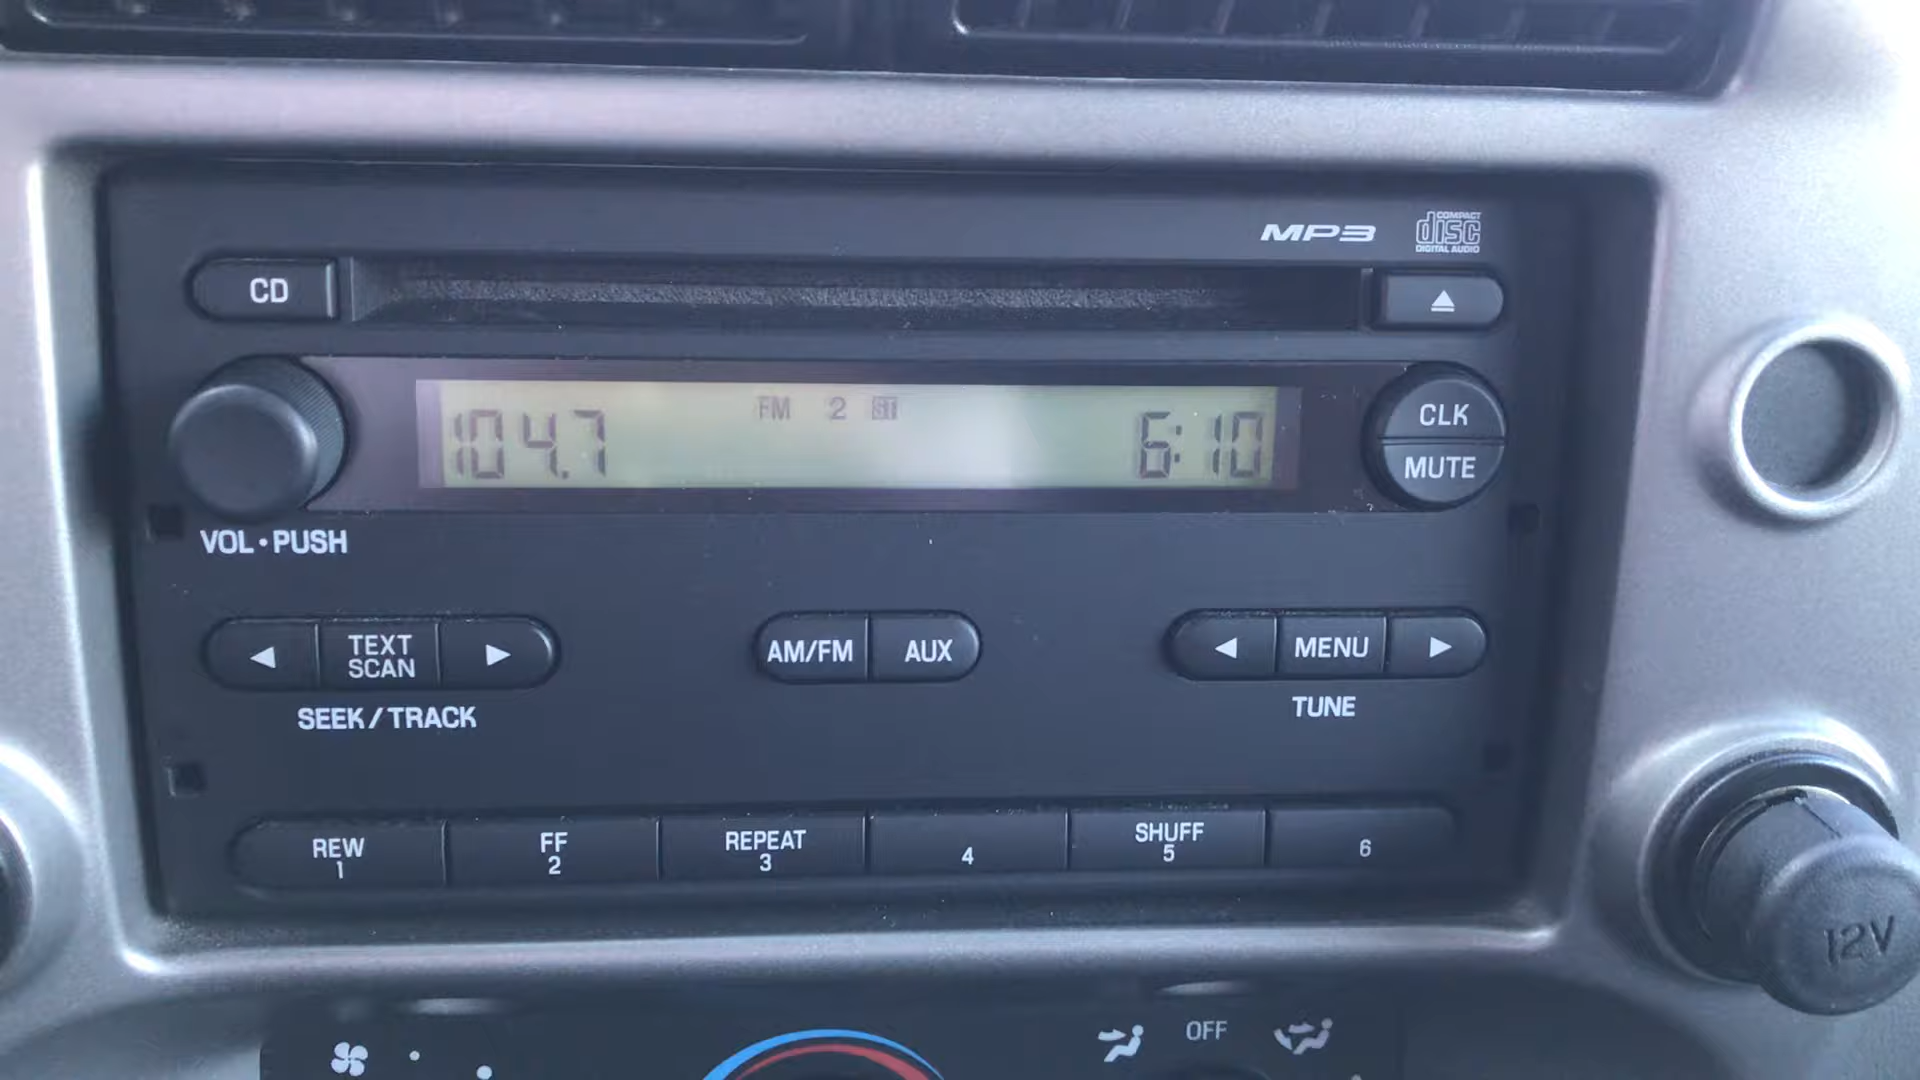 MP3
COMPACT
disc
DIGITAL AUDIO
CD
104.7
FM 2 ST
6:10
CLK
MUTE
VOL • PUSH
TEXT
SCAN
SEEK / TRACK
AM/FM
AUX
MENU
TUNE
REW
1
FF
2
REPEAT
3
4
SHUFF
5
6
12V
OFF